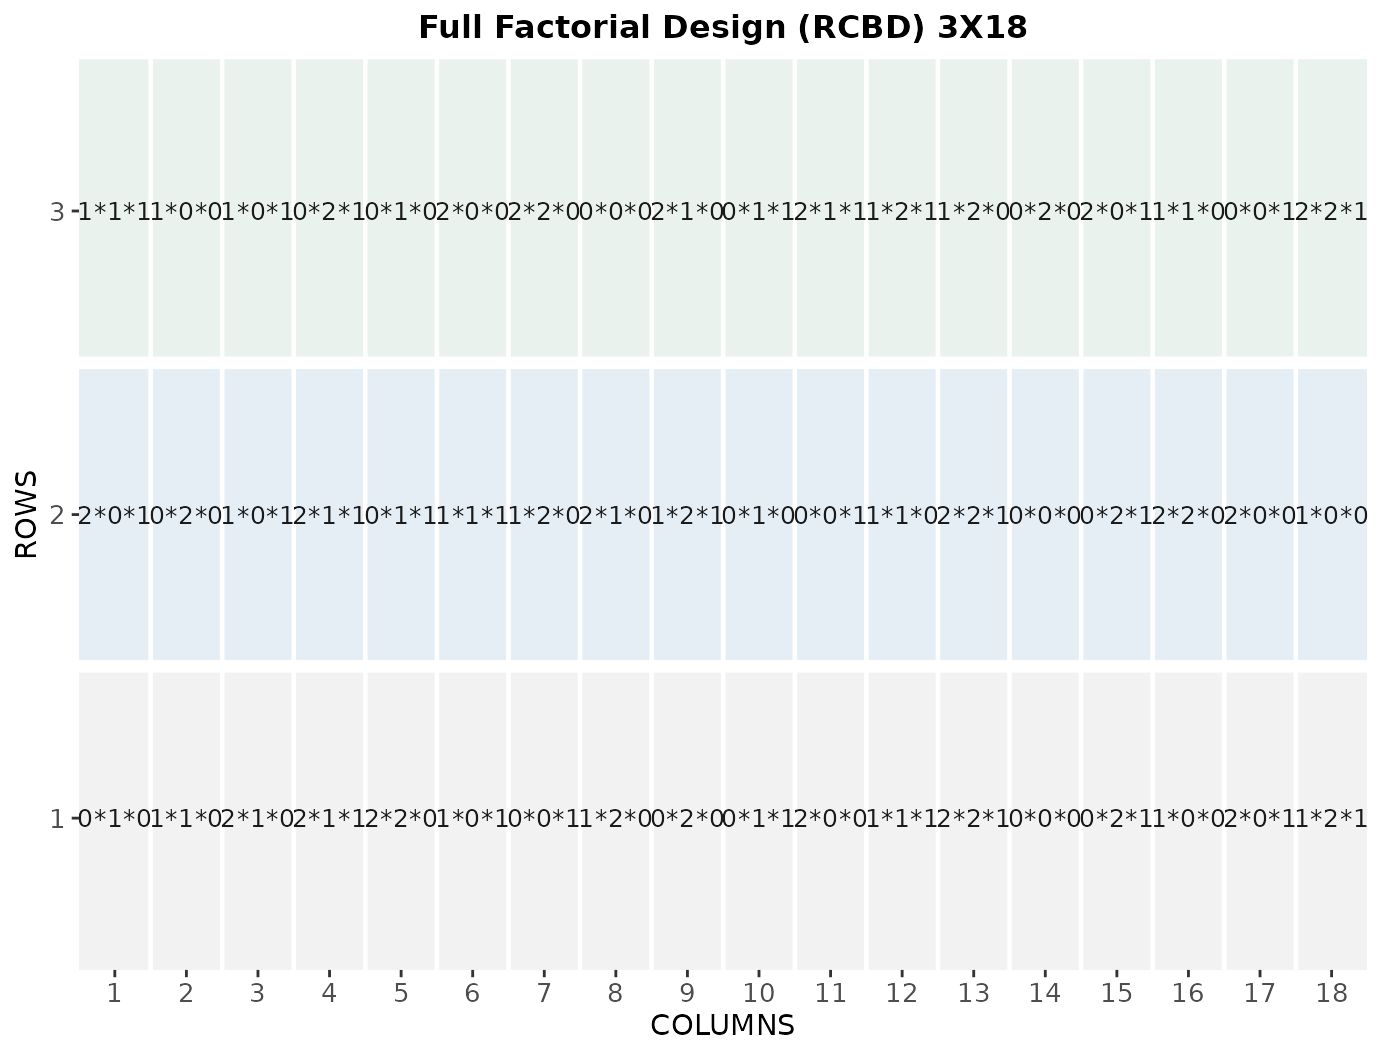 Full Factorial Design (RCBD) 3X18
3 1*1*1 1*0*0 1*0*1 0*2*1 0*1*0 2*0*0 2*2*0 0*0*0 2*1*0 0*1*1 2*1*1 1*2*1 1*2*0 0*2*0 2*0*1 1*1*0 0*0*1 2*2*1
ROWS
2 2*0*1 0*2*0 1*0*1 2*1*1 0*1*1 1*1*1 1*2*0 2*1*0 1*2*1 0*1*0 0*0*1 1*1*0 2*2*1 0*0*0 0*2*1 2*2*0 2*0*0 1*0*0
1 0*1*0 1*1*0 2*1*0 2*1*1 2*2*0 1*0*1 0*0*1 1*2*0 0*2*0 0*1*1 2*0*0 1*1*1 2*2*1 0*0*0 0*2*1 1*0*0 2*0*1 1*2*1
1 2 3 4 5 6 7 8 9 10 11 12 13 14 15 16 17 18
COLUMNS